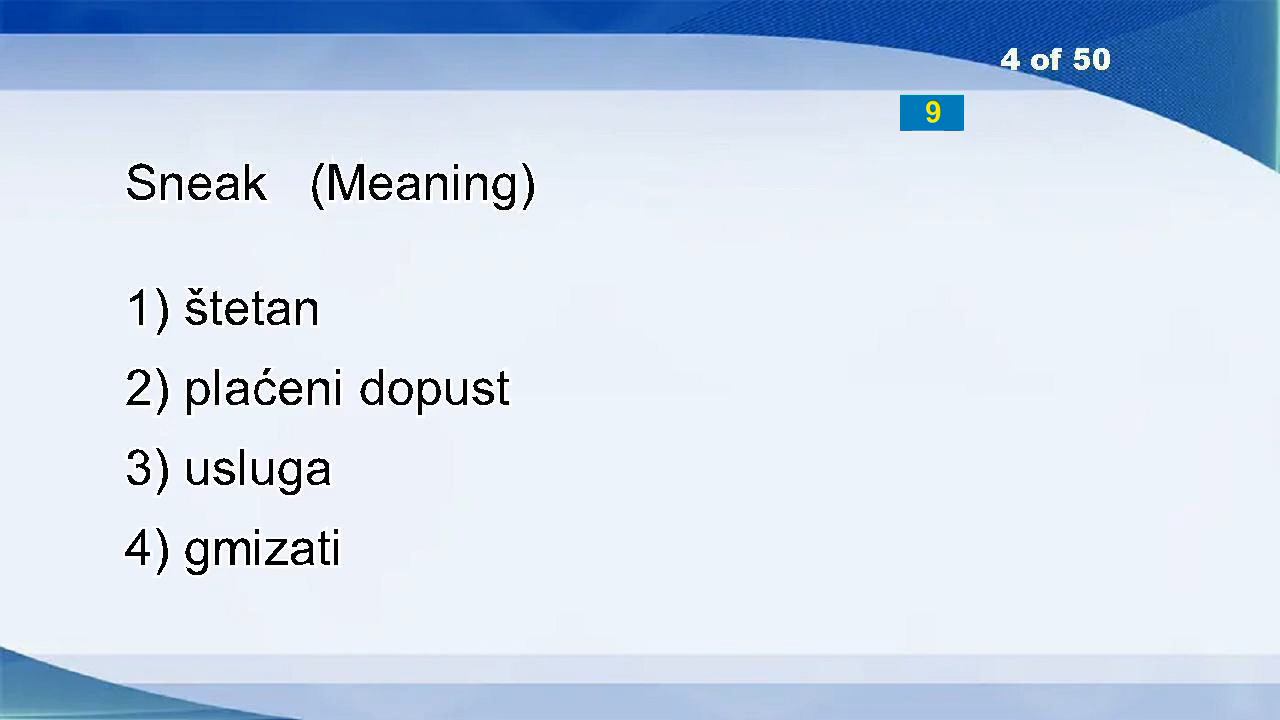 4 of 50
9
Sneak (Meaning)
1) štetan
2) plaćeni dopust
3) usluga
4) gmizati